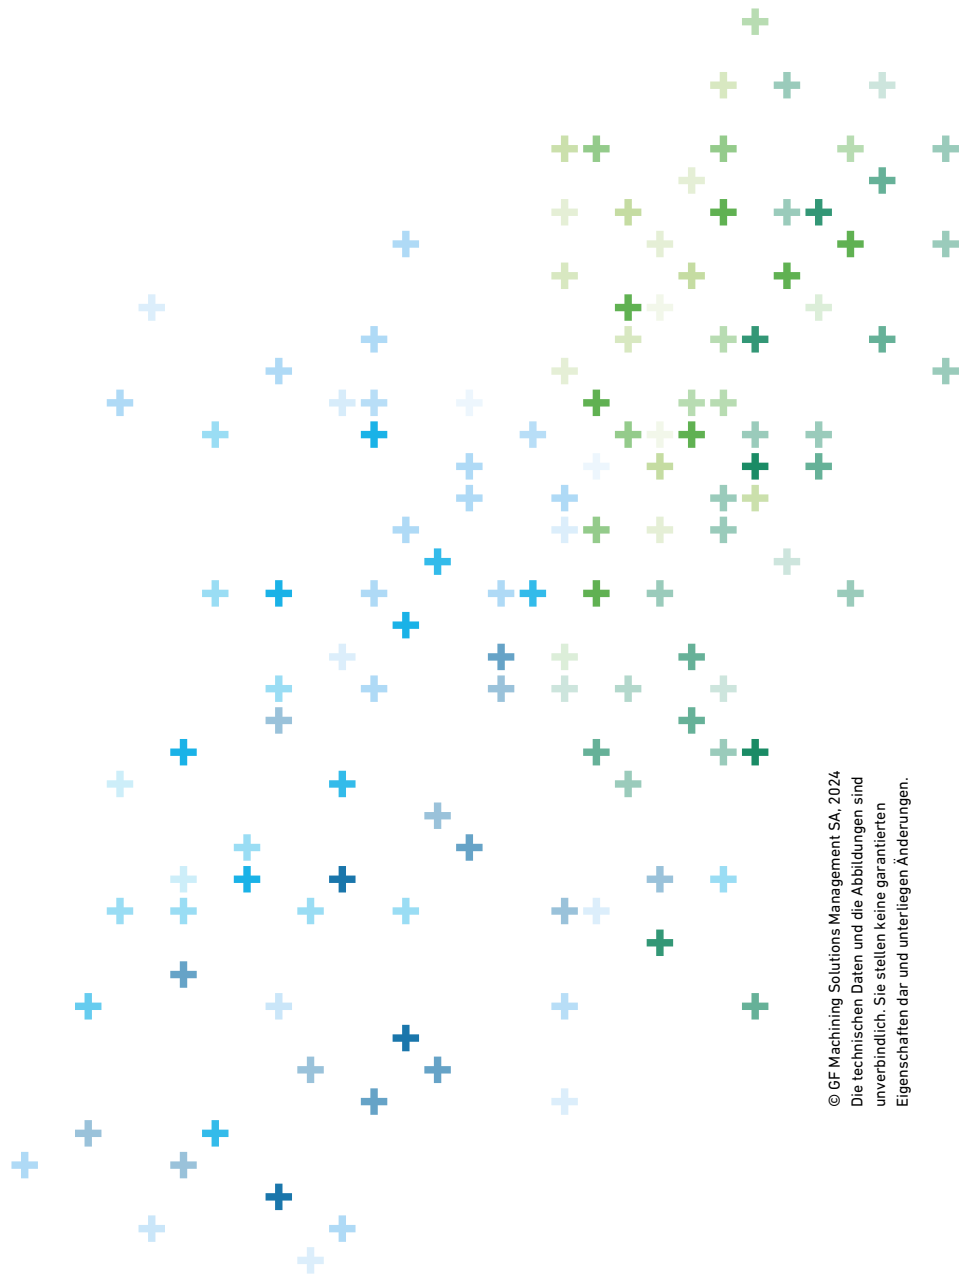 © GF Machining Solutions Management SA, 2024
Die technischen Daten und die Abbildungen sind
unverbindlich. Sie stellen keine garantierten
Eigenschaften dar und unterliegen Änderungen.